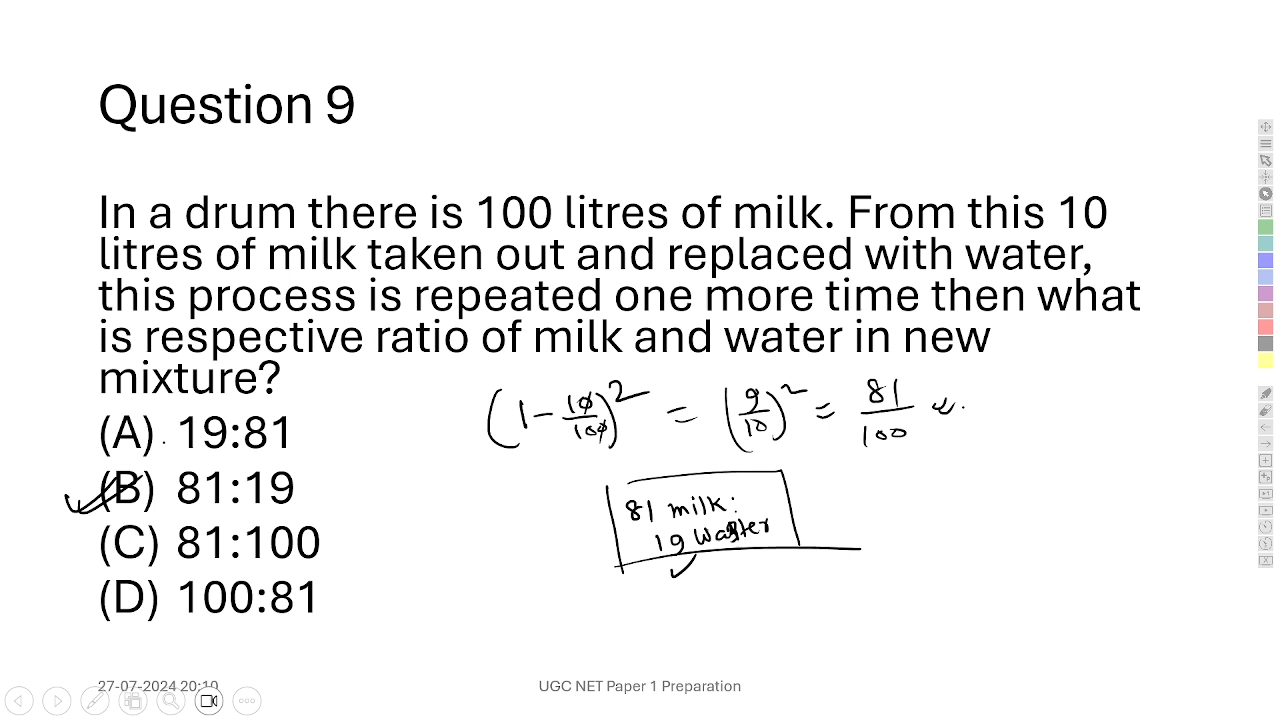 Question 9
In a drum there is 100 litres of milk. From this 10
litres of milk taken out and replaced with water,
this process is repeated one more time then what
is respective ratio of milk and water in new
mixture?
(1 - 10/100)² = (9/10)² = 81/100
(A) 19:81
(B) 81:19
(C) 81:100
(D) 100:81
81 milk:
19 Water
27-07-2024 20:10
UGC NET Paper 1 Preparation